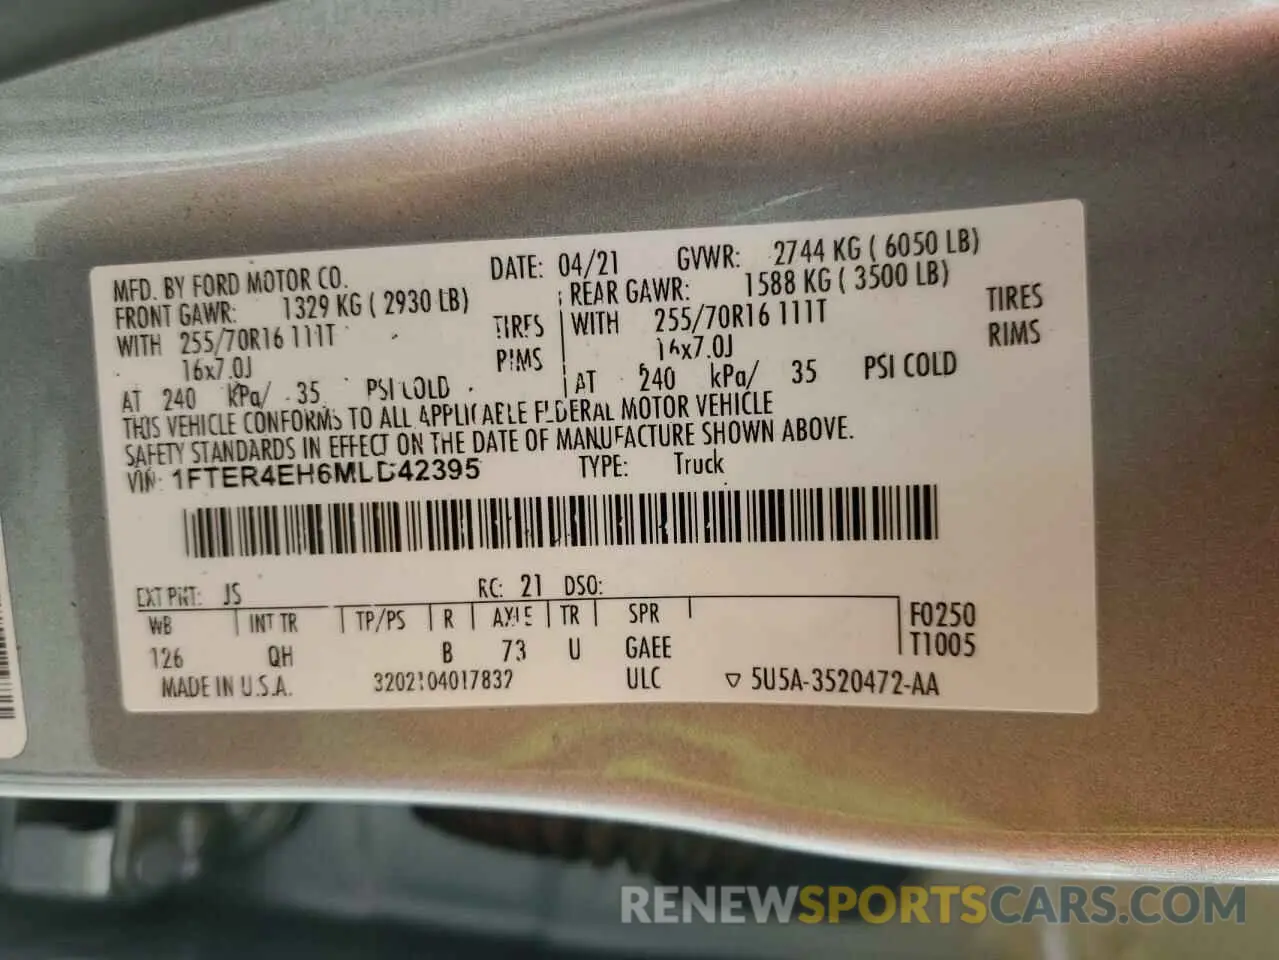 MFD. BY FORD MOTOR CO. DATE: 04/21 GVWR: 2744 KG ( 6050 LB)
FRONT GAWR: 1329 KG ( 2930 LB) REAR GAWR: 1588 KG ( 3500 LB)
WITH 255/70R16 111T TIRES WITH 255/70R16 111T TIRES
16x7.0J RIMS 16x7.0J RIMS
AT 240 kPa/ 35 PSI COLD AT 240 kPa/ 35 PSI COLD
THIS VEHICLE CONFORMS TO ALL APPLICABLE FEDERAL MOTOR VEHICLE
SAFETY STANDARDS IN EFFECT ON THE DATE OF MANUFACTURE SHOWN ABOVE.
VIN: 1FTER4EH6MLD42395 TYPE: Truck
EXT PNT: JS RC: 21 DSO:
WB INT TR TP/PS R AXLE TR SPR F0250
126 QH B 73 U GAEE T1005
MADE IN U.S.A. 3202104017832 ULC ▽ 5U5A-3520472-AA
RENEWSPORTSCARS.COM